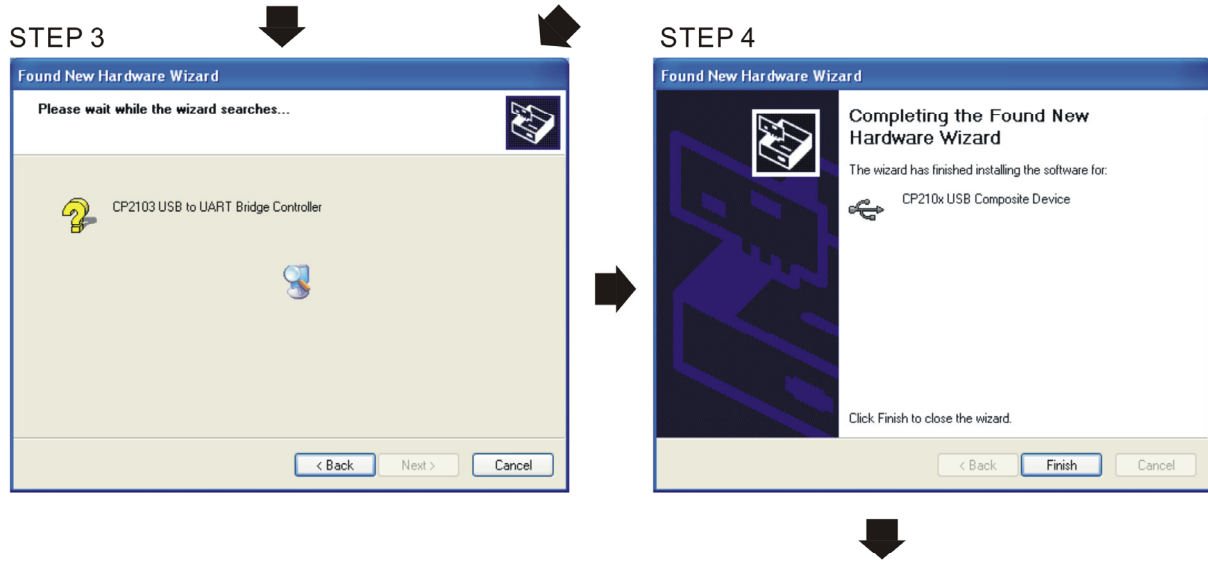 STEP 3
Found New Hardware Wizard
Please wait while the wizard searches...
CP2103 USB to UART Bridge Controller
< Back
Next >
Cancel
STEP 4
Found New Hardware Wizard
Completing the Found New
Hardware Wizard
The wizard has finished installing the software for:
CP210x USB Composite Device
Click Finish to close the wizard.
< Back
Finish
Cancel